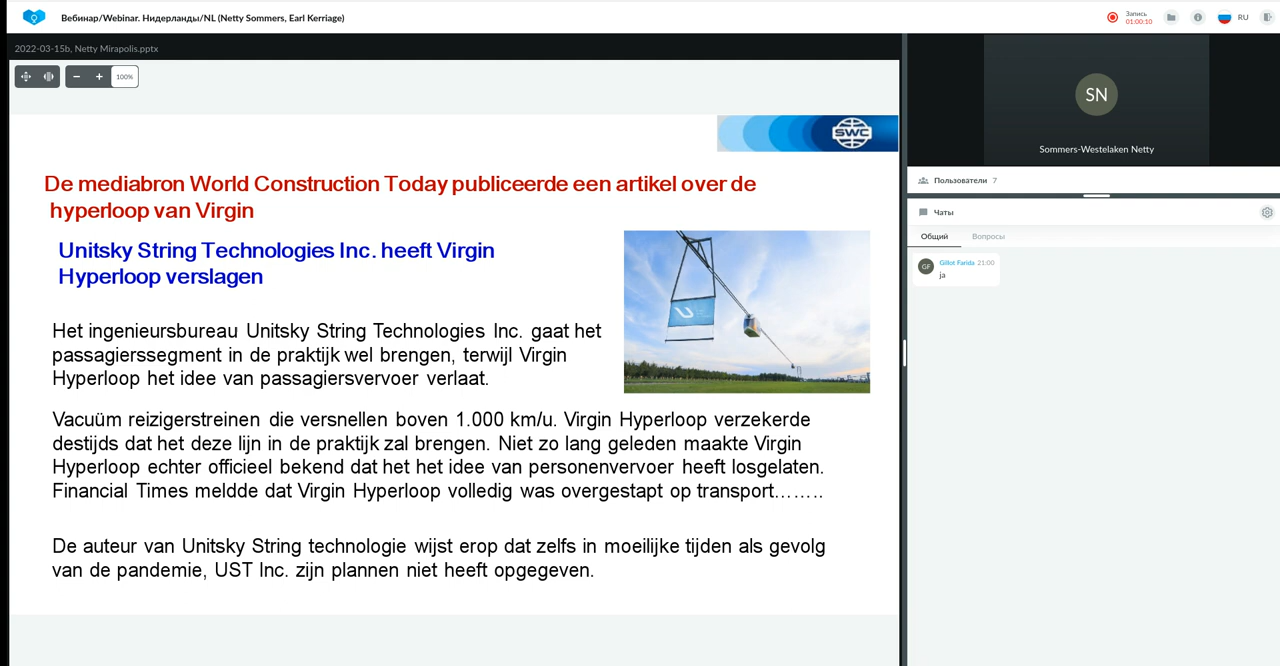 Вебинар/Webinar. Нидерланды/NL (Netty Sommers, Earl Kerriage)
Запись
01:00:10
RU
2022-03-15b, Netty Mirapolis.pptx
100%
SWC
De mediabron World Construction Today publiceerde een artikel over de
hyperloop van Virgin
Unitsky String Technologies Inc. heeft Virgin
Hyperloop verslagen
Het ingenieursbureau Unitsky String Technologies Inc. gaat het
passagierssegment in de praktijk wel brengen, terwijl Virgin
Hyperloop het idee van passagiersvervoer verlaat.
Vacuüm reizigerstreinen die versnellen boven 1.000 km/u. Virgin Hyperloop verzekerde
destijds dat het deze lijn in de praktijk zal brengen. Niet zo lang geleden maakte Virgin
Hyperloop echter officieel bekend dat het het idee van personenvervoer heeft losgelaten.
Financial Times meldde dat Virgin Hyperloop volledig was overgestapt op transport……..
De auteur van Unitsky String technologie wijst erop dat zelfs in moeilijke tijden als gevolg
van de pandemie, UST Inc. zijn plannen niet heeft opgegeven.
SN
Sommers-Westelaken Netty
Пользователи 7
Чаты
Общий Вопросы
GF
Gillot Farida 21:00
ja